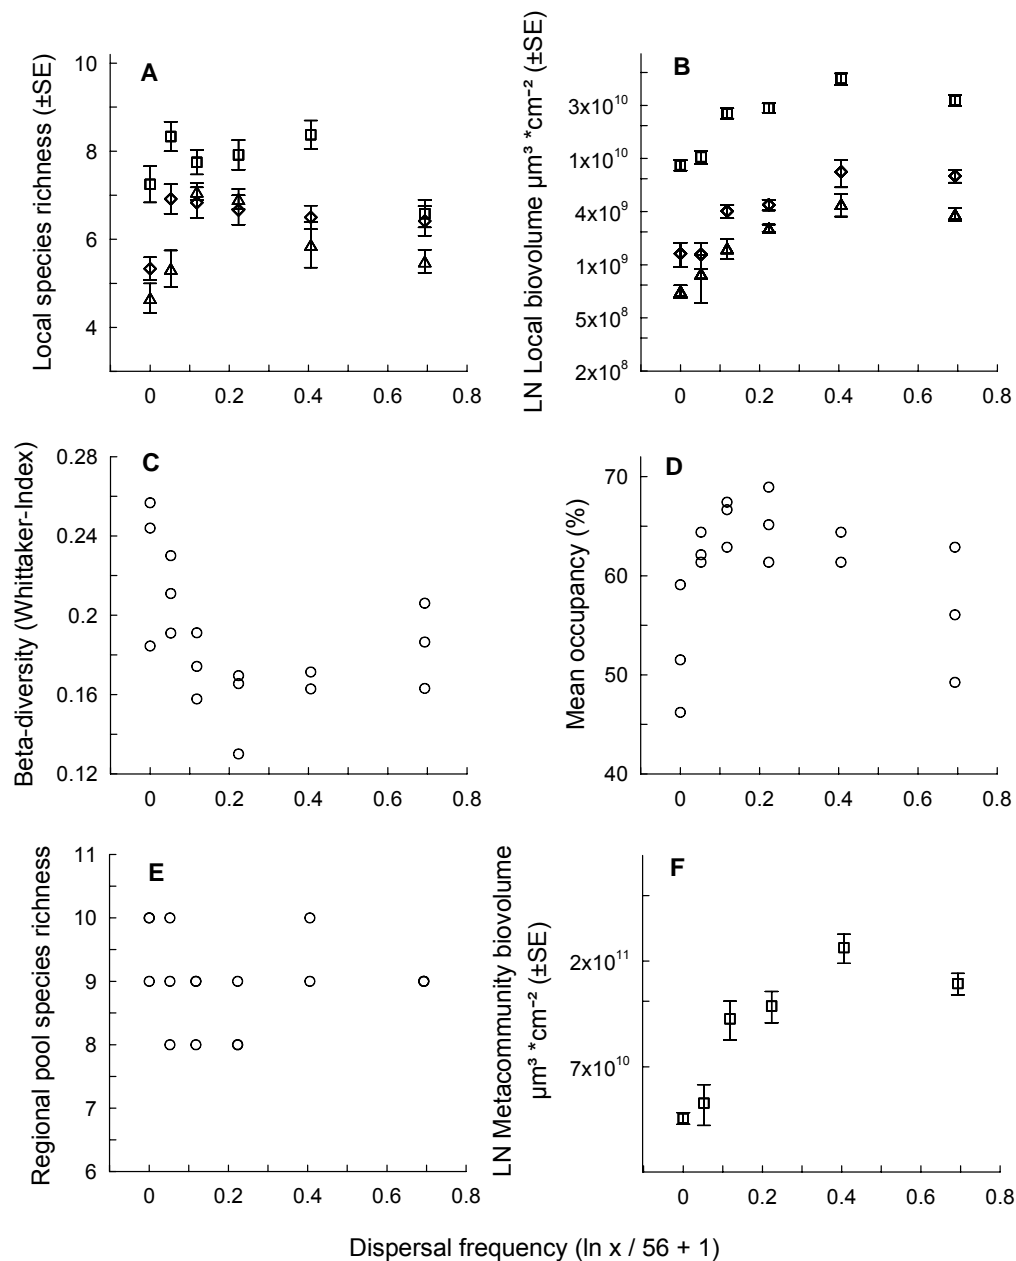 A
Local species richness (±SE)
10
8
6
4
0
0.2
0.4
0.6
0.8
B
LN Local biovolume µm³ *cm⁻² (±SE)
3x10¹⁰
1x10¹⁰
4x10⁹
1x10⁹
5x10⁸
2x10⁸
0
0.2
0.4
0.6
0.8
C
Beta-diversity (Whittaker-Index)
0.28
0.24
0.2
0.16
0.12
0
0.2
0.4
0.6
0.8
D
Mean occupancy (%)
70
60
50
40
0
0.2
0.4
0.6
0.8
E
Regional pool species richness
11
10
9
8
7
6
0
0.2
0.4
0.6
0.8
F
LN Metacommunity biovolume
µm³ *cm⁻² (±SE)
2x10¹¹
7x10¹⁰
0
0.2
0.4
0.6
0.8
Dispersal frequency (ln x / 56 + 1)